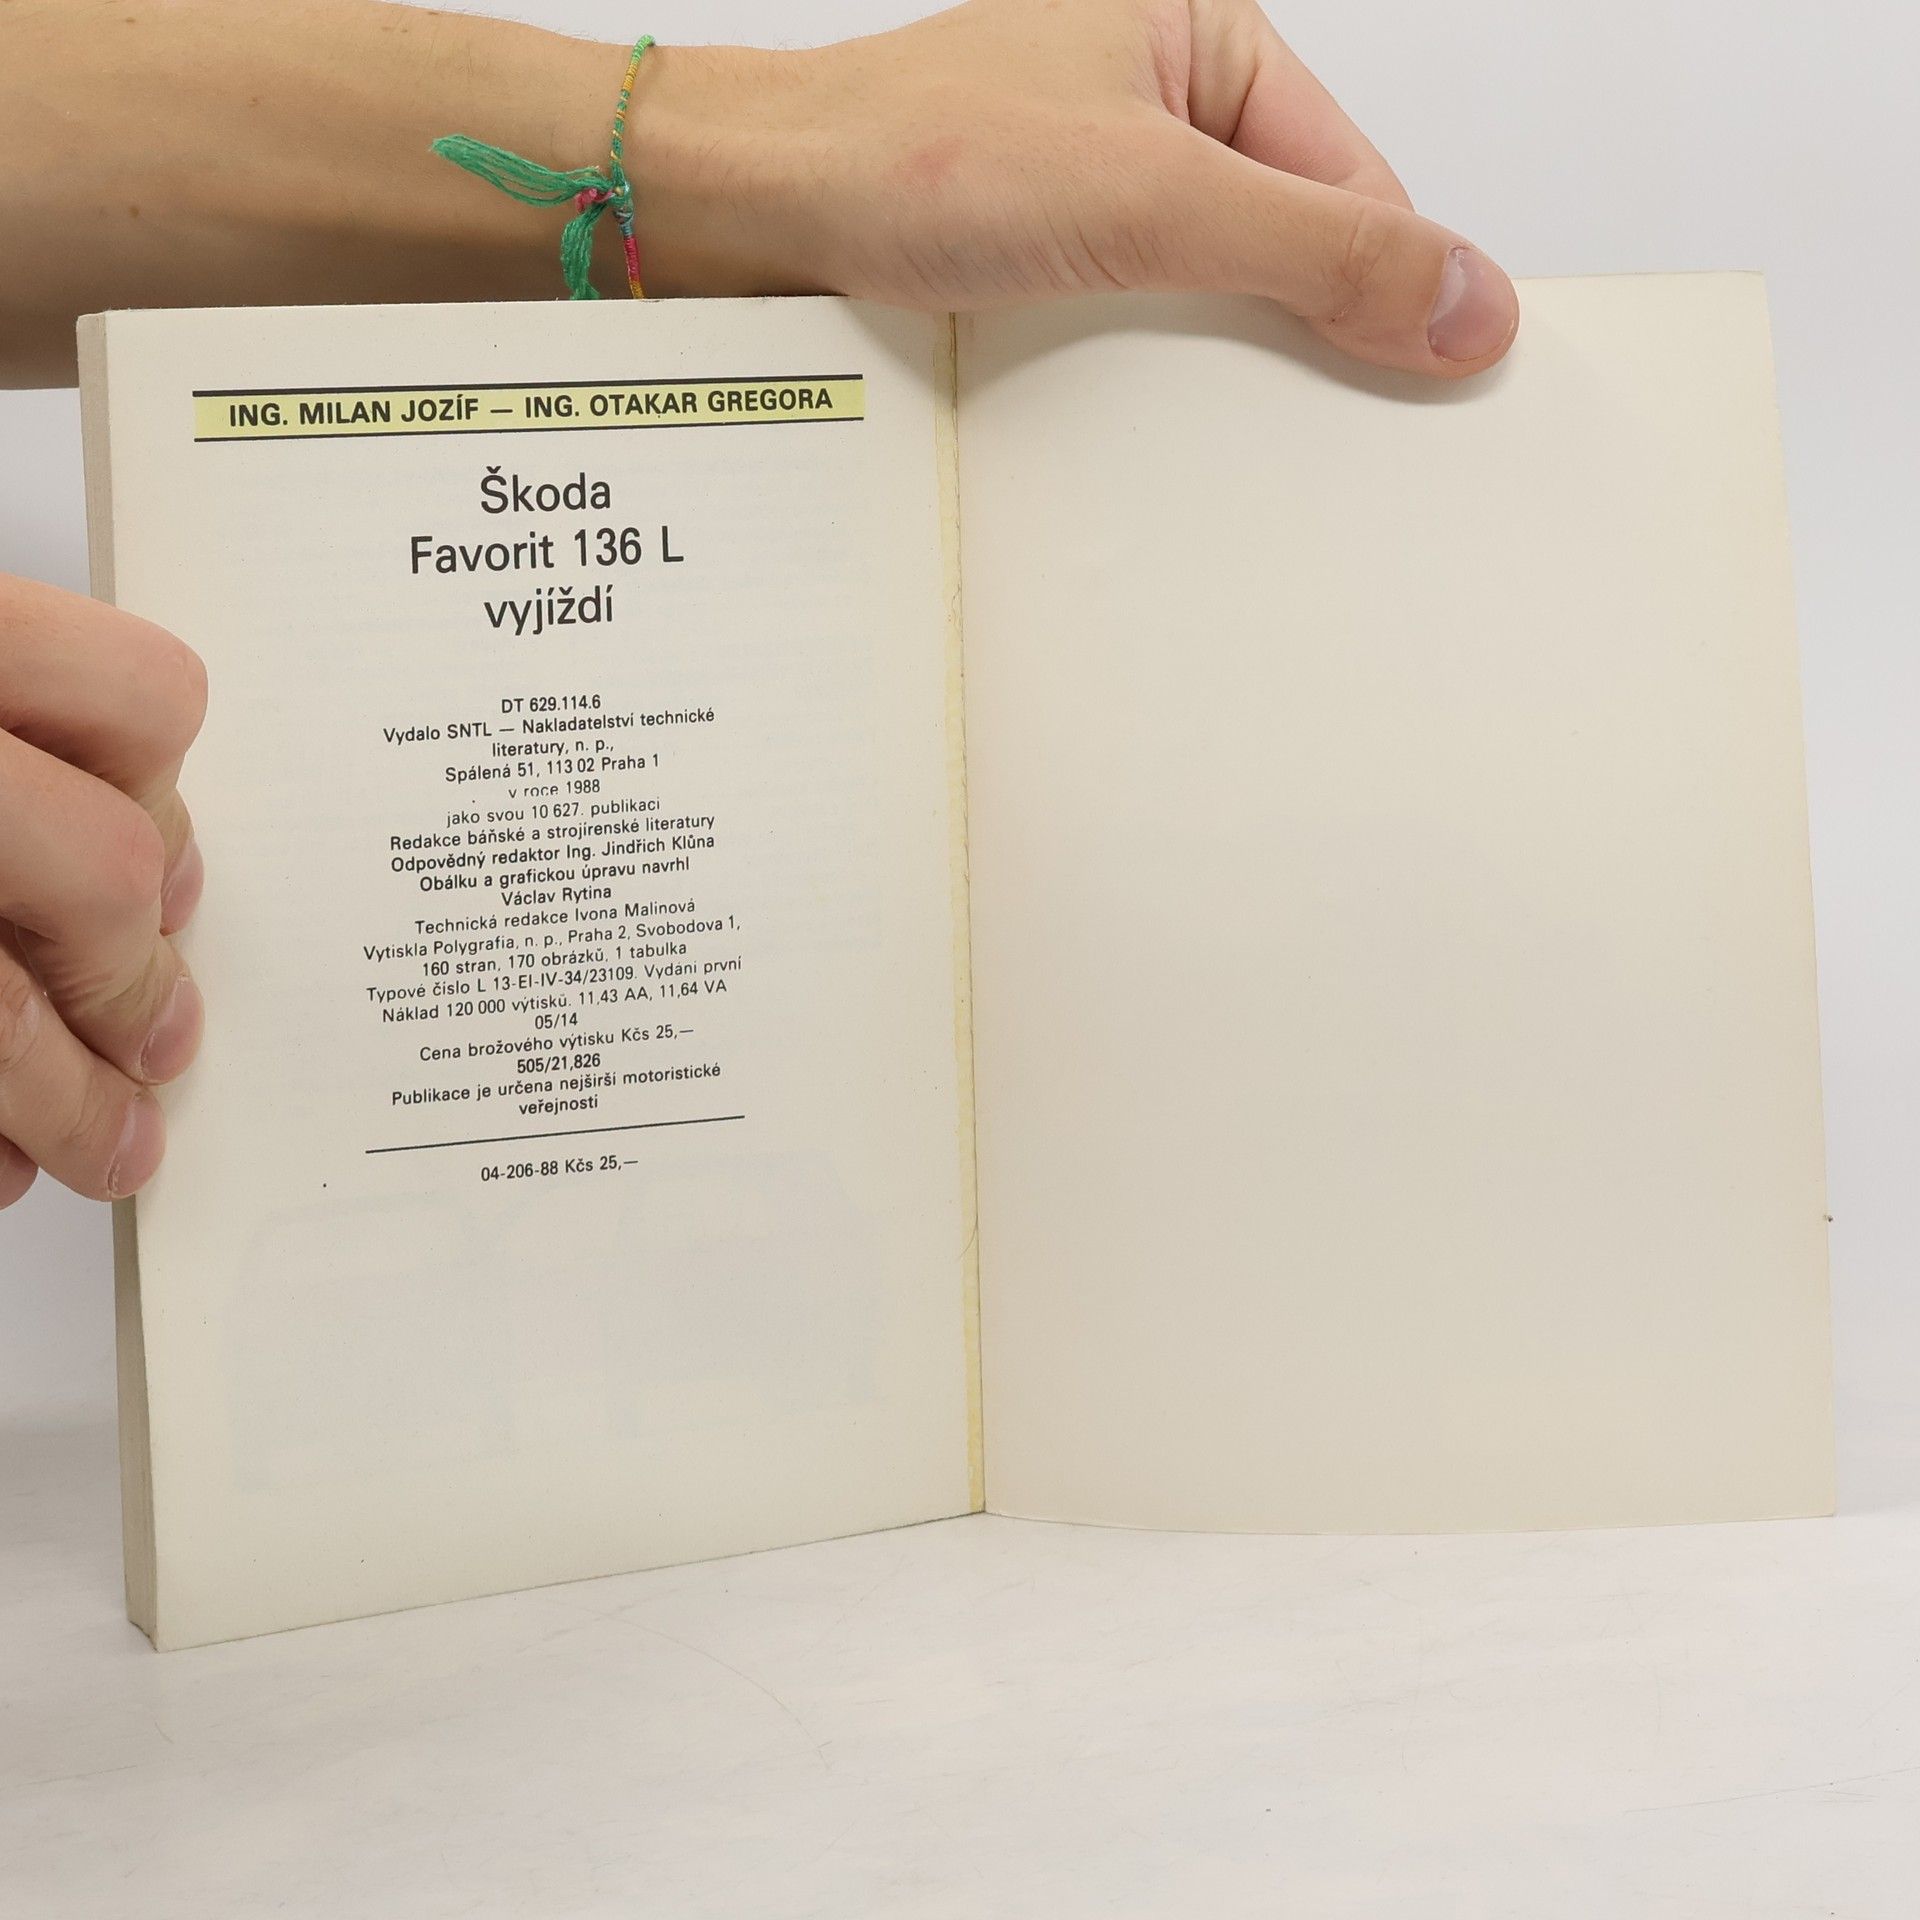 ING. MILAN JOZÍF — ING. OTAKAR GREGORA
Škoda
Favorit 136 L
vyjíždí
DT 629.114.6
Vydalo SNTL — Nakladatelství technické
literatury, n. p.,
Spálená 51, 113 02 Praha 1
v roce 1988
jako svou 10 627. publikaci
Redakce báňské a strojírenské literatury
Odpovědný redaktor Ing. Jindřich Klůna
Obálku a grafickou úpravu navrhl
Václav Rytina
Technická redakce Ivona Malinová
Vytiskla Polygrafia, n. p., Praha 2, Svobodova 1,
160 stran, 170 obrázků, 1 tabulka
Typové číslo L 13-EI-IV-34/23109. Vydání první
Náklad 120 000 výtisků. 11,43 AA, 11,64 VA
05/14
Cena brožového výtisku Kčs 25,—
505/21,826
Publikace je určena nejširší motoristické
veřejnosti
04-206-88 Kčs 25,—